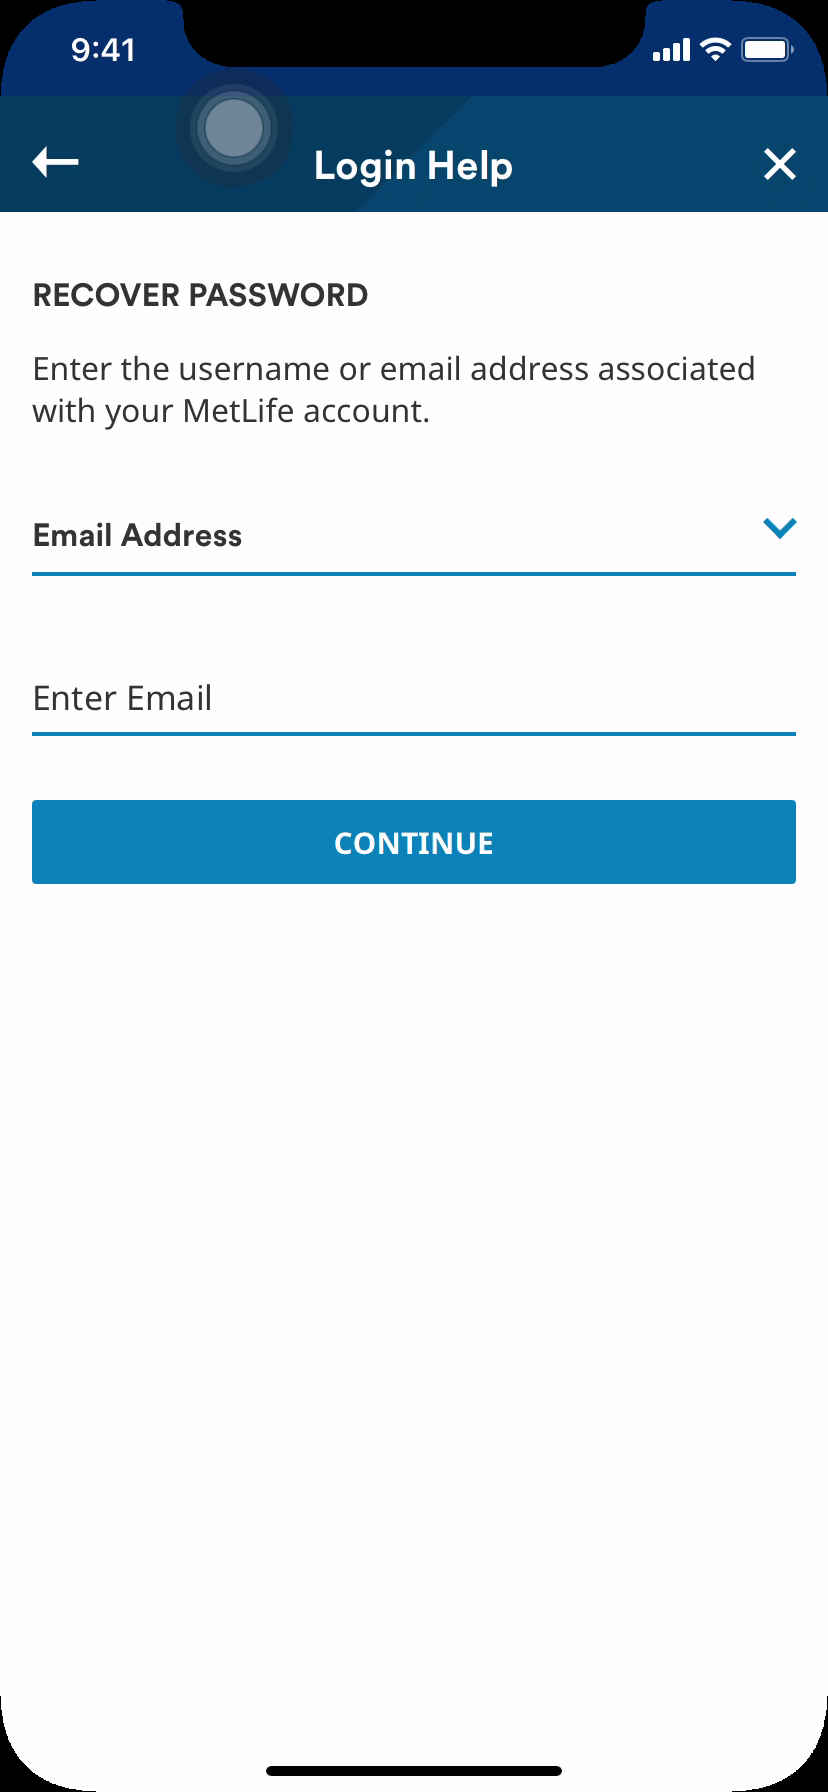 9:41
Login Help
RECOVER PASSWORD
Enter the username or email address associated
with your MetLife account.
Email Address
Enter Email
CONTINUE